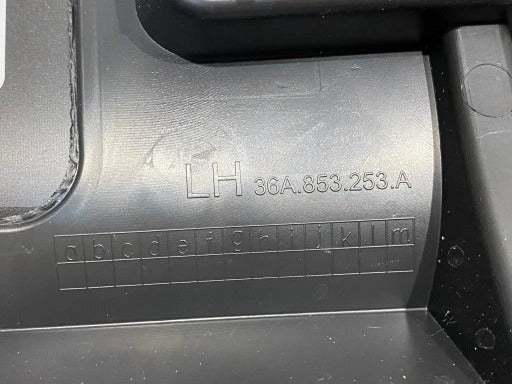 LH 36A.853.253.A
a b c d e f g h i j k l m